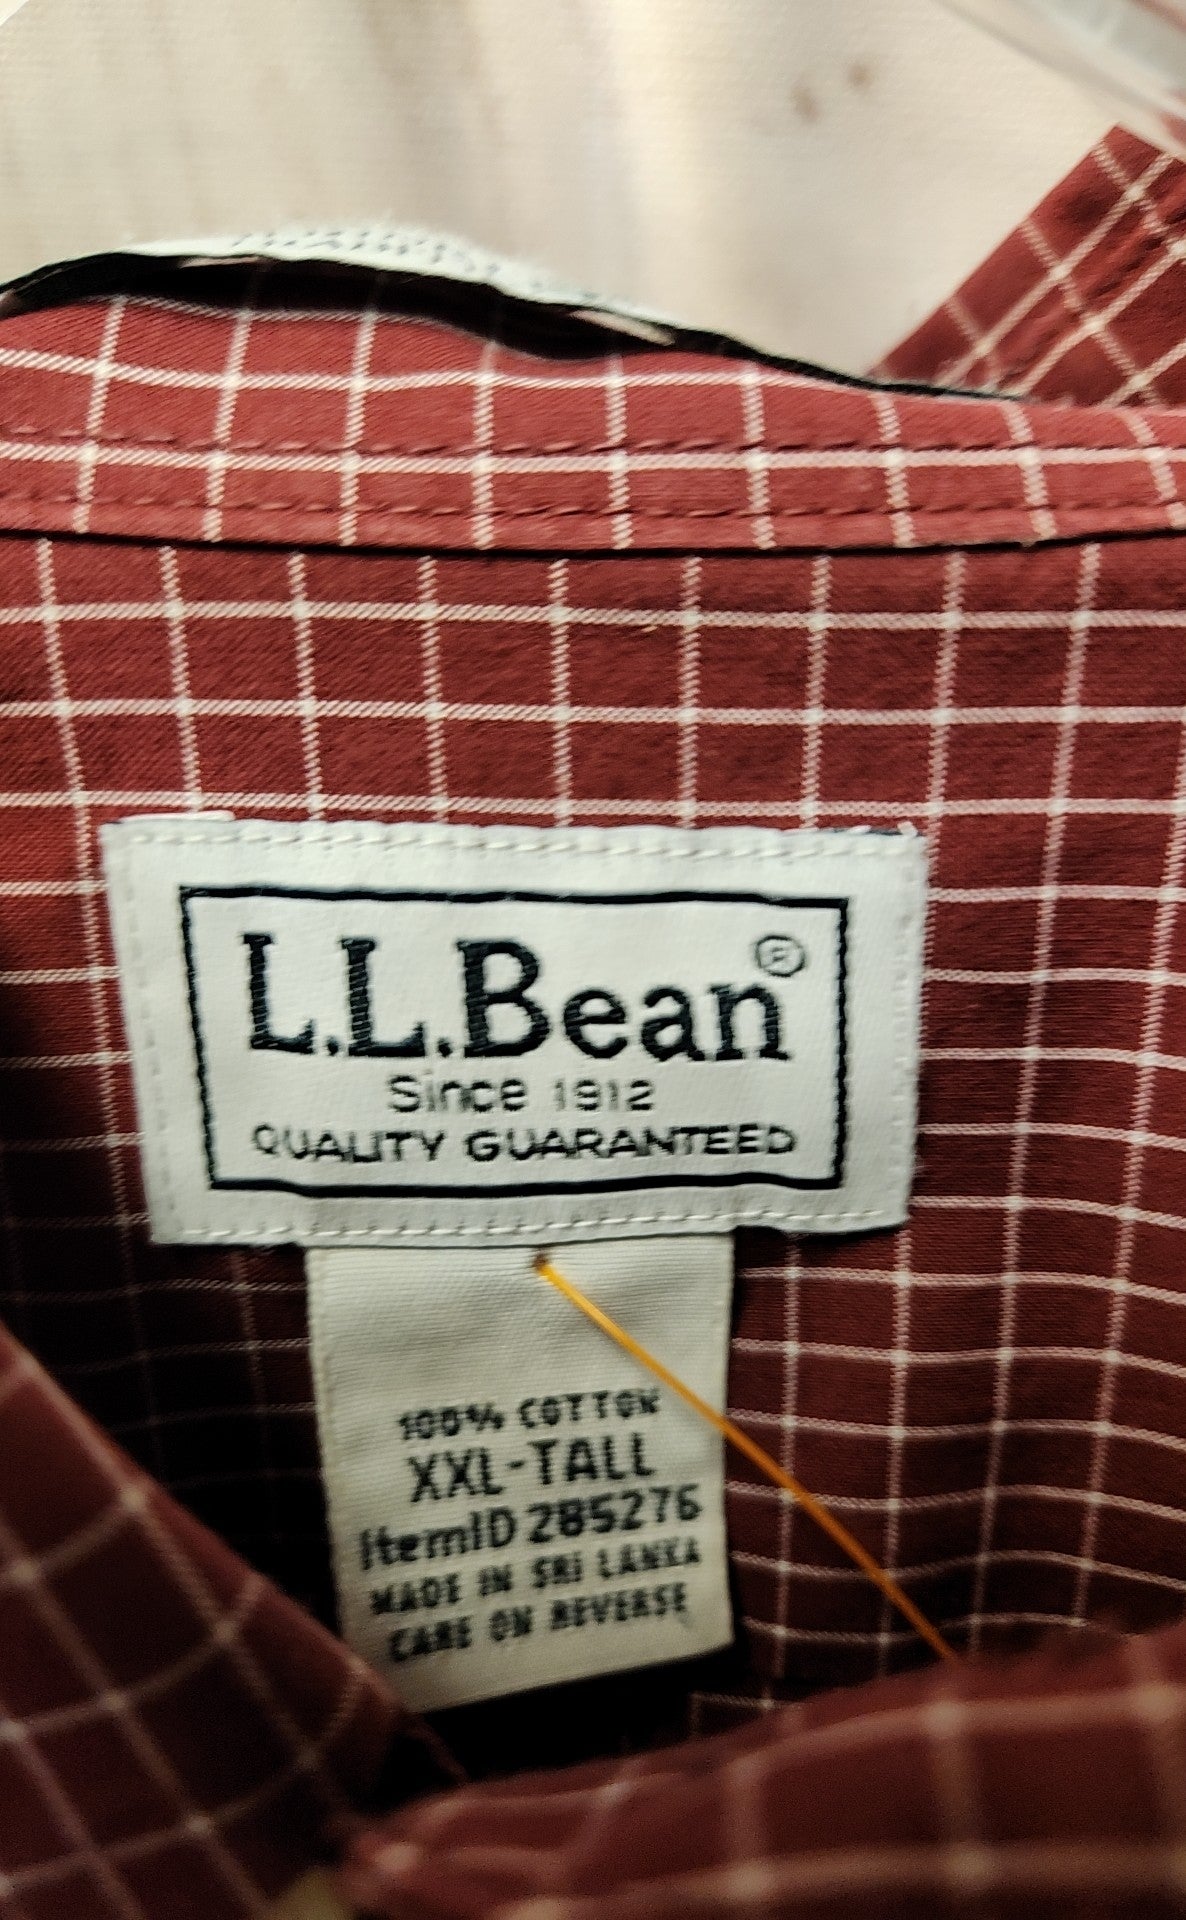 L.L.Bean®
Since 1912
QUALITY GUARANTEED
100% COTTON
XXL-TALL
ItemID 285276
MADE IN SRI LANKA
CARE ON REVERSE